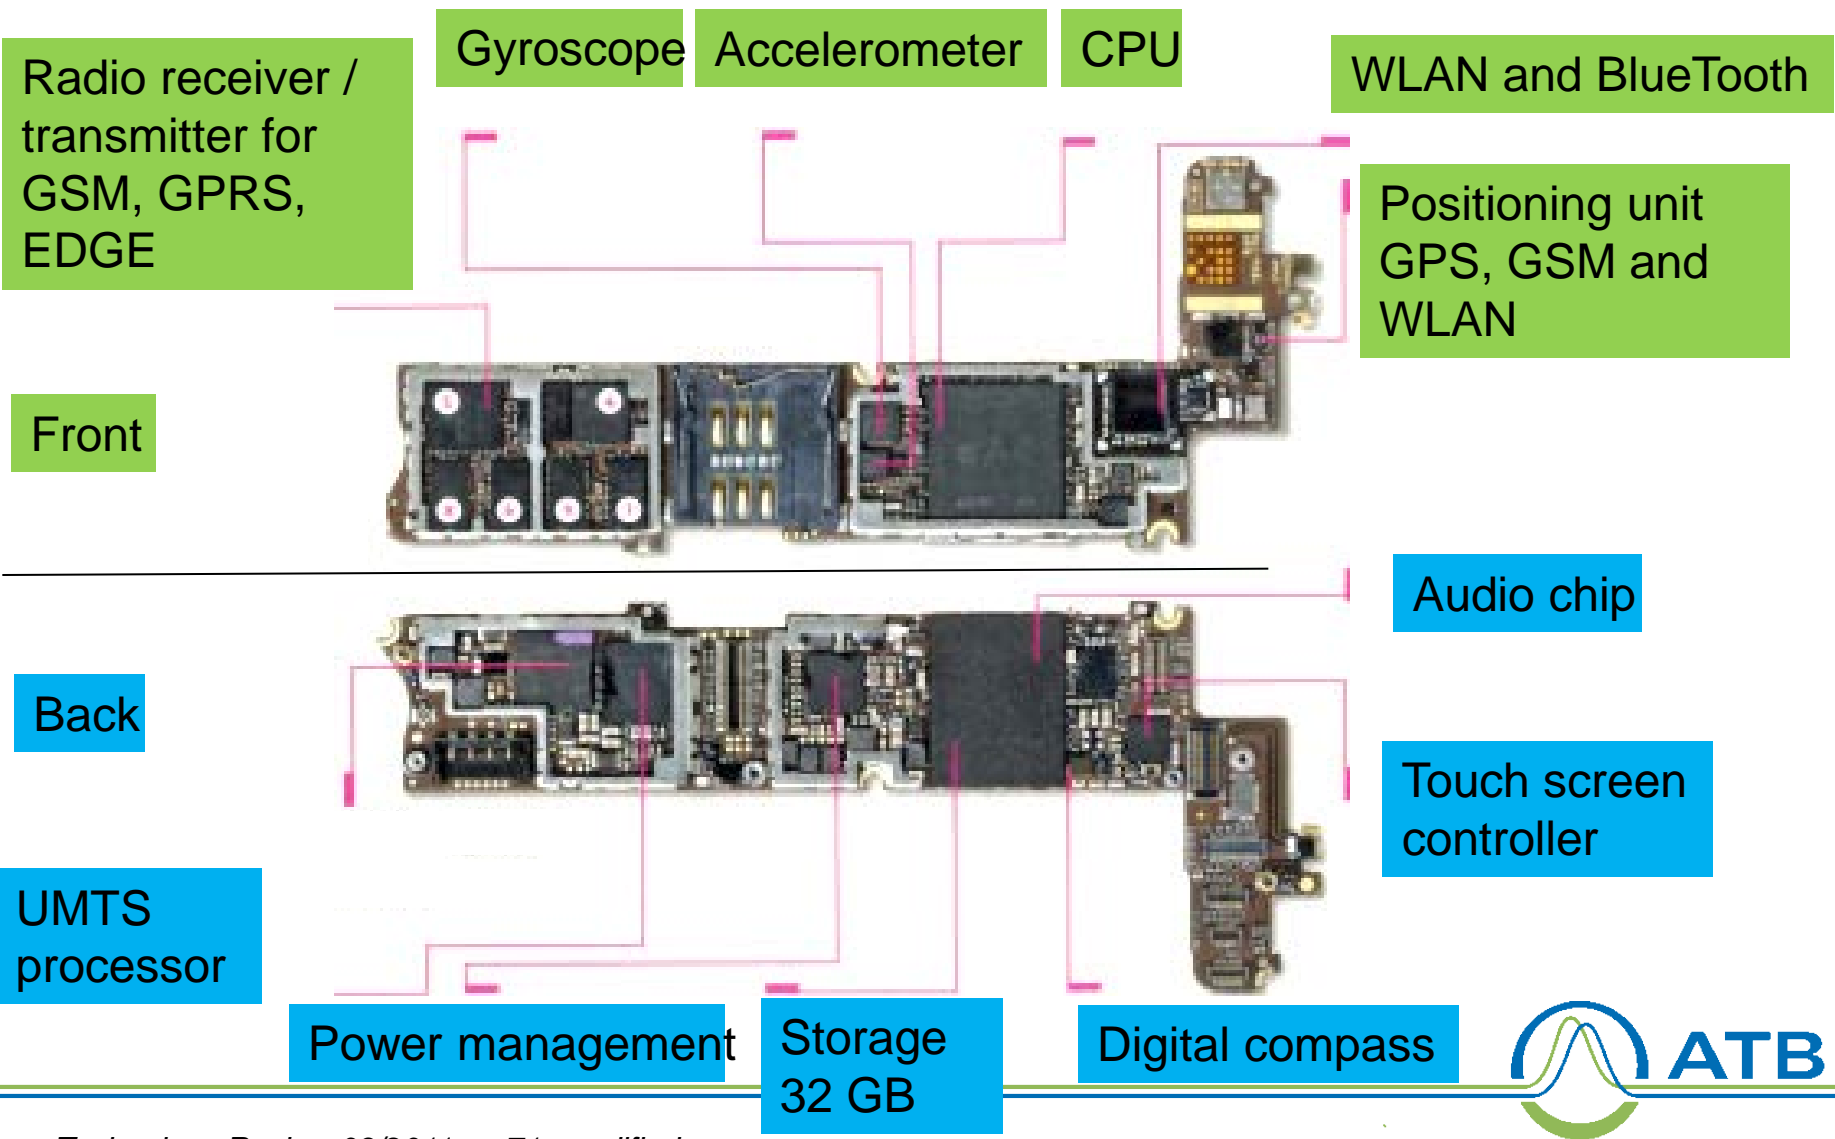 Gyroscope
Accelerometer
CPU
WLAN and BlueTooth
Radio receiver /
transmitter for
GSM, GPRS,
EDGE
Positioning unit
GPS, GSM and
WLAN
Front
Audio chip
Back
Touch screen
controller
UMTS
processor
Power management
Storage
32 GB
Digital compass
ATB